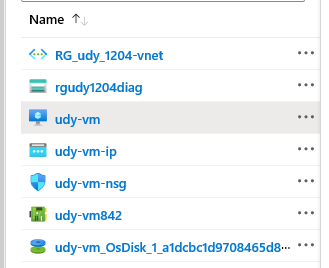 Name ↑↓
RG_udy_1204-vnet
rgudy1204diag
udy-vm
udy-vm-ip
udy-vm-nsg
udy-vm842
udy-vm_OsDisk_1_a1dcbc1d9708465d8...